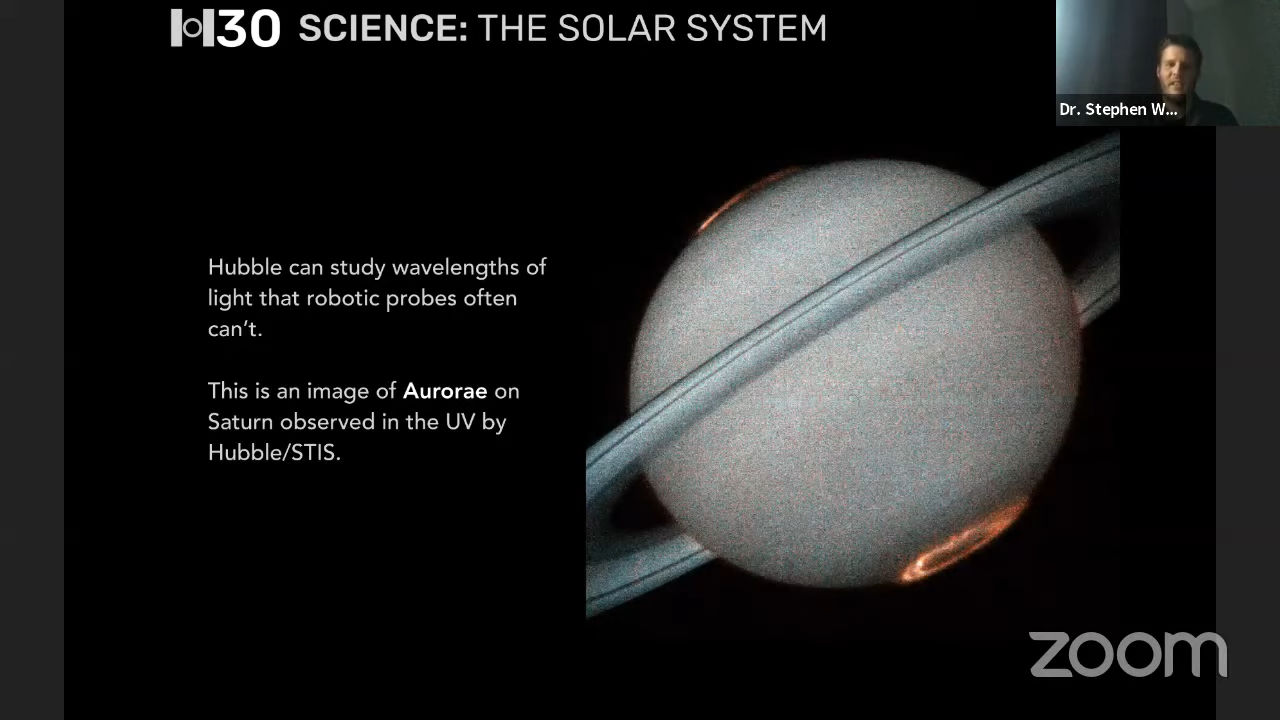 H30 SCIENCE: THE SOLAR SYSTEM
Dr. Stephen W...
Hubble can study wavelengths of
light that robotic probes often
can't.
This is an image of Aurorae on
Saturn observed in the UV by
Hubble/STIS.
zoom